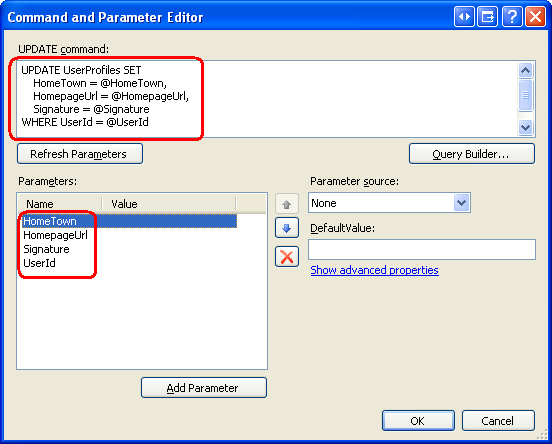 Command and Parameter Editor
UPDATE command:
UPDATE UserProfiles SET
HomeTown = @HomeTown,
HomepageUrl = @HomepageUrl,
Signature = @Signature
WHERE UserId = @UserId
Refresh Parameters
Query Builder...
Parameters:
Parameter source:
Name Value
None
HomeTown
HomepageUrl
Signature
UserId
DefaultValue:
Show advanced properties
Add Parameter
OK
Cancel